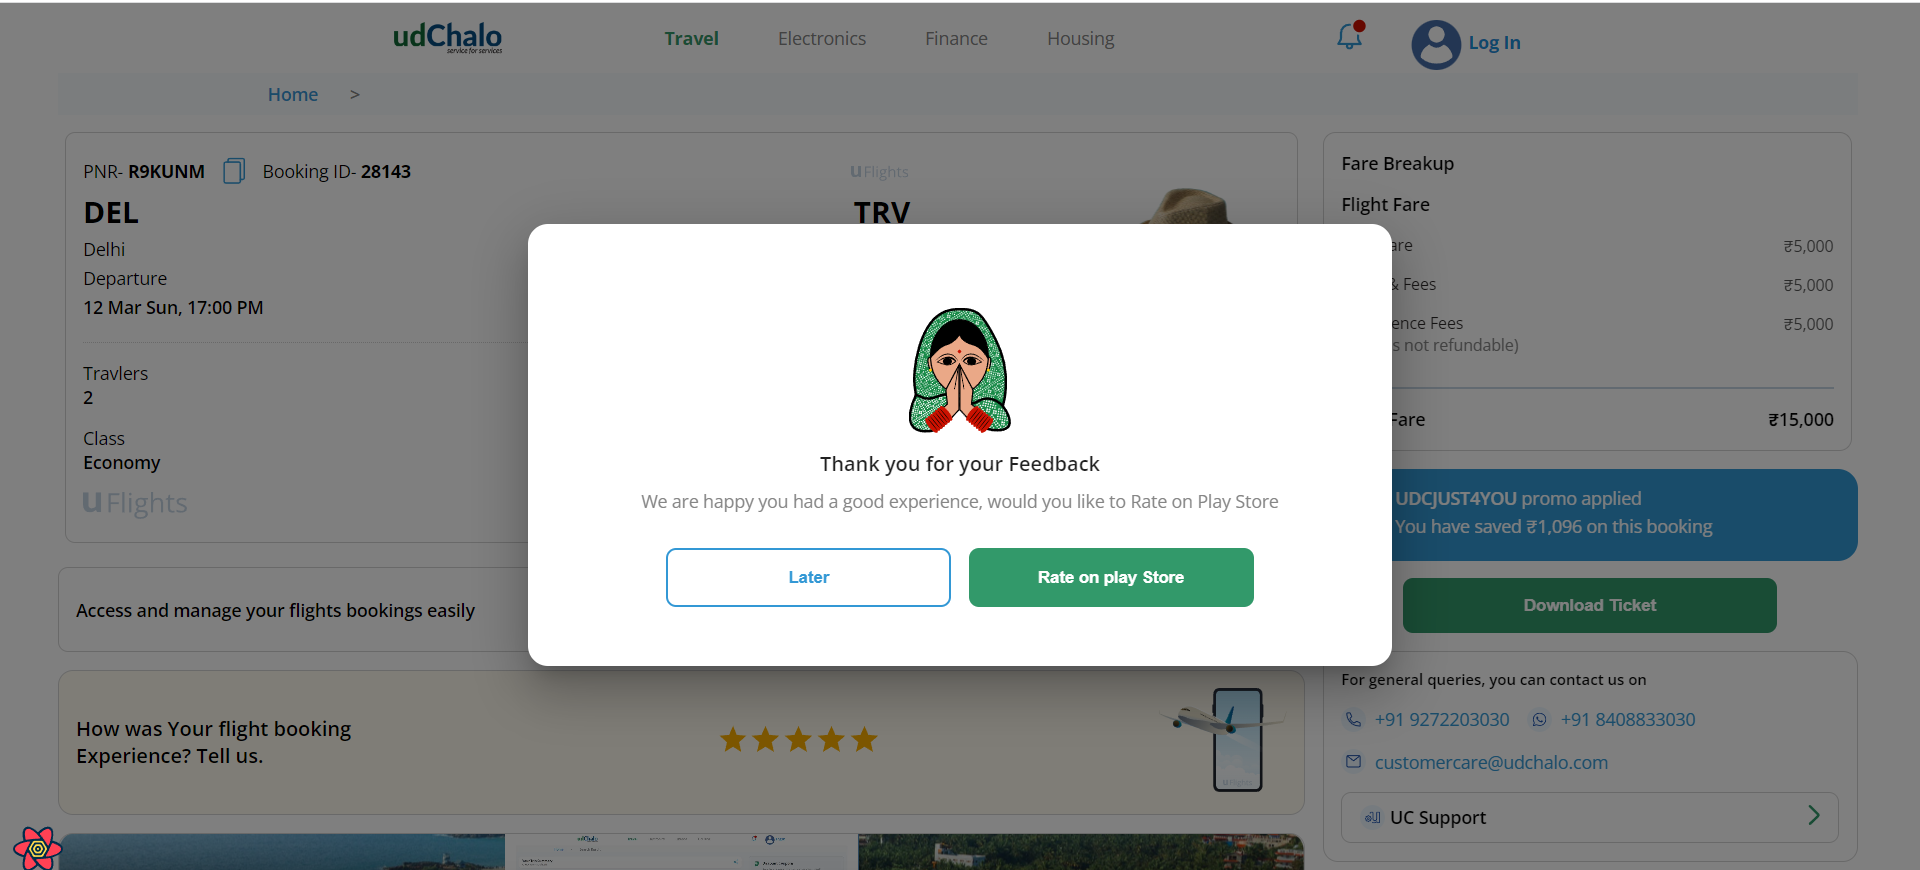 udChalo
service for services
Travel
Electronics
Finance
Housing
Log In
Home >
PNR- R9KUNM
Booking ID- 28143
uFlights
DEL
TRV
Delhi
Departure
12 Mar Sun, 17:00 PM
Travlers
2
Class
Economy
uFlights
Thank you for your Feedback
We are happy you had a good experience, would you like to Rate on Play Store
Later
Rate on play Store
Access and manage your flights bookings easily
How was Your flight booking
Experience? Tell us.
Fare Breakup
Flight Fare
are ₹5,000
& Fees ₹5,000
ence Fees ₹5,000
s not refundable)
Fare ₹15,000
UDCJUST4YOU promo applied
You have saved ₹1,096 on this booking
Download Ticket
For general queries, you can contact us on
+91 9272203030
+91 8408833030
customercare@udchalo.com
UC Support
udChalo